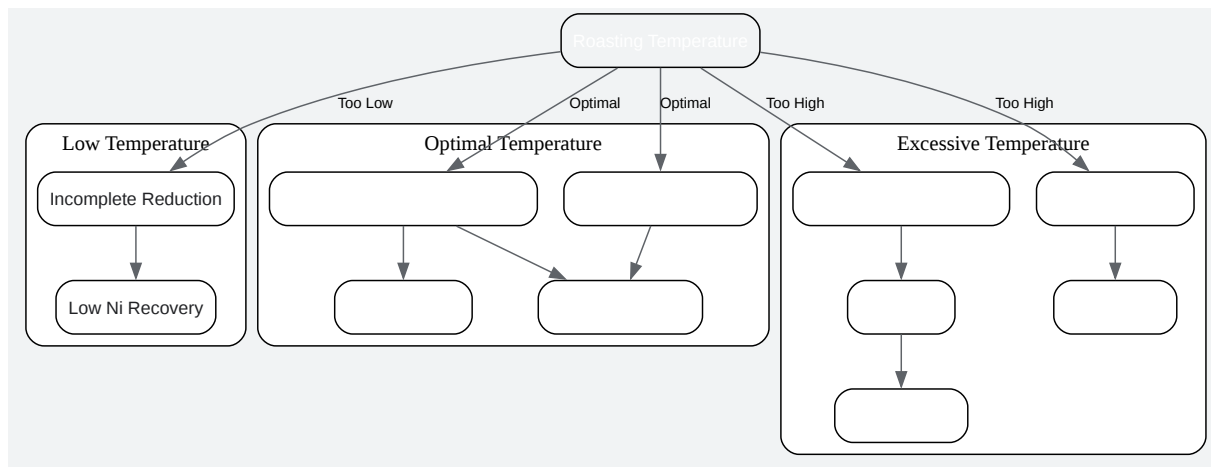 Roasting Temperature
Too Low
Optimal
Optimal
Too High
Too High
Low Temperature
Optimal Temperature
Excessive Temperature
Incomplete Reduction
Low Ni Recovery